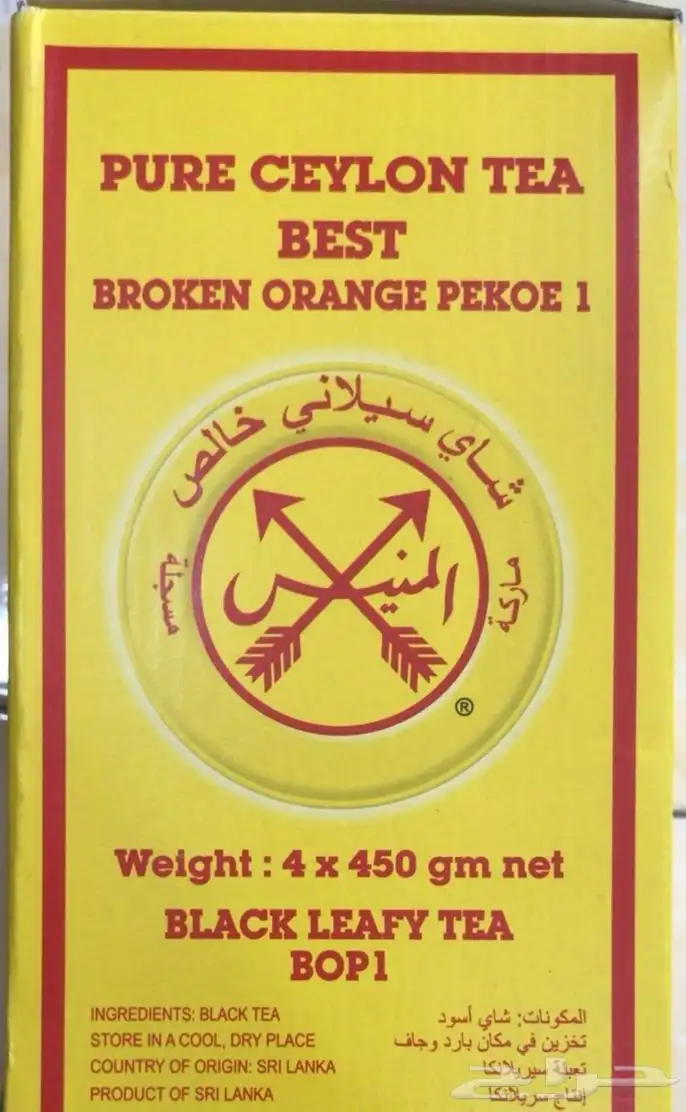 PURE CEYLON TEA
BEST
BROKEN ORANGE PEKOE 1
شاي سيلاني خالص
ماركة
المنيس
مسجلة
®
Weight : 4 x 450 gm net
BLACK LEAFY TEA
BOP1
INGREDIENTS: BLACK TEA
المكونات: شاي أسود
STORE IN A COOL, DRY PLACE
تخزين في مكان بارد وجاف
COUNTRY OF ORIGIN: SRI LANKA
تعبئة سيريلانكا
PRODUCT OF SRI LANKA
إنتاج سريلانكا
حراج